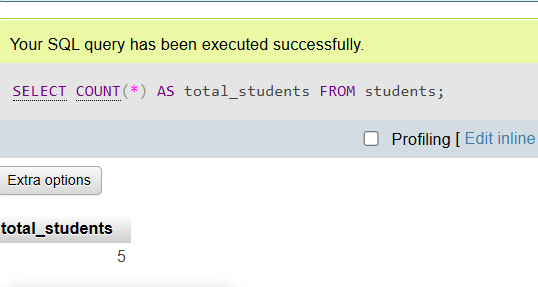 Your SQL query has been executed successfully.
SELECT COUNT(*) AS total_students FROM students;
Profiling [ Edit inline
Extra options
total_students
5